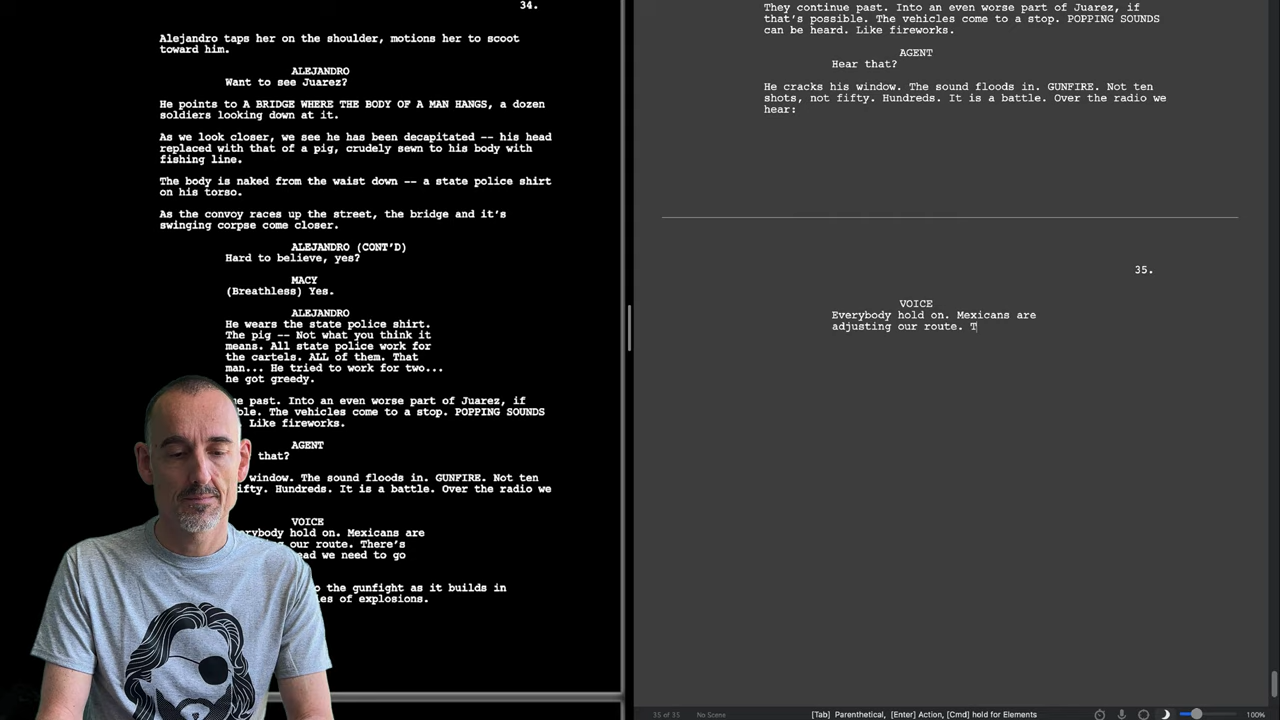 34.
Alejandro taps her on the shoulder, motions her to scoot
toward him.
ALEJANDRO
Want to see Juarez?
He points to A BRIDGE WHERE THE BODY OF A MAN HANGS, a dozen
soldiers looking down at it.
As we look closer, we see he has been decapitated -- his head
replaced with that of a pig, crudely sewn to his body with
fishing line.
The body is naked from the waist down -- a state police shirt
on his torso.
As the convoy races up the street, the bridge and it's
swinging corpse come closer.
ALEJANDRO (CONT'D)
Hard to believe, yes?
MACY
(Breathless) Yes.
ALEJANDRO
He wears the state police shirt.
The pig -- Not what you think it
means. All state police work for
the cartels. ALL of them. That
man... He tried to work for two...
he got greedy.
past. Into an even worse part of Juarez, if
The vehicles come to a stop. POPPING SOUNDS
Like fireworks.
AGENT
that?
window. The sound floods in. GUNFIRE. Not ten
Hundreds. It is a battle. Over the radio we
VOICE
hold on. Mexicans are
our route. There's
we need to go
the gunfight as it builds in
of explosions.
They continue past. Into an even worse part of Juarez, if
that's possible. The vehicles come to a stop. POPPING SOUNDS
can be heard. Like fireworks.
AGENT
Hear that?
He cracks his window. The sound floods in. GUNFIRE. Not ten
shots, not fifty. Hundreds. It is a battle. Over the radio we
hear:
35.
VOICE
Everybody hold on. Mexicans are
adjusting our route. T
35 of 35 No Scene [Tab] Parenthetical, [Enter] Action, [Cmd] hold for Elements 100%